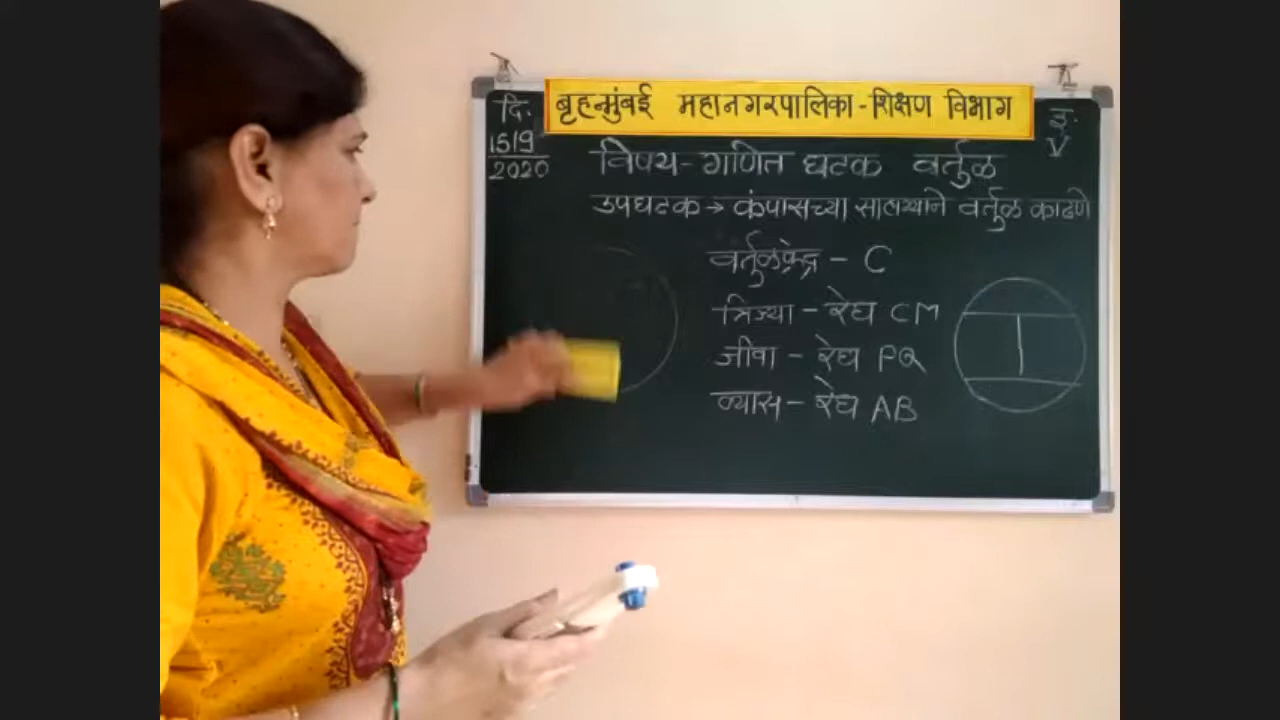 बृहन्मुंबई महानगरपालिका-शिक्षण विभाग
दि.
15/9
2020
इ.
V
विषय-गणित घटक वर्तुळ
उपघटक→ कंपासच्या साहाय्याने वर्तुळ काढणे
वर्तुळकेंद्र - C
त्रिज्या - रेघ CM
जीवा - रेघ PQ
व्यास - रेघ AB